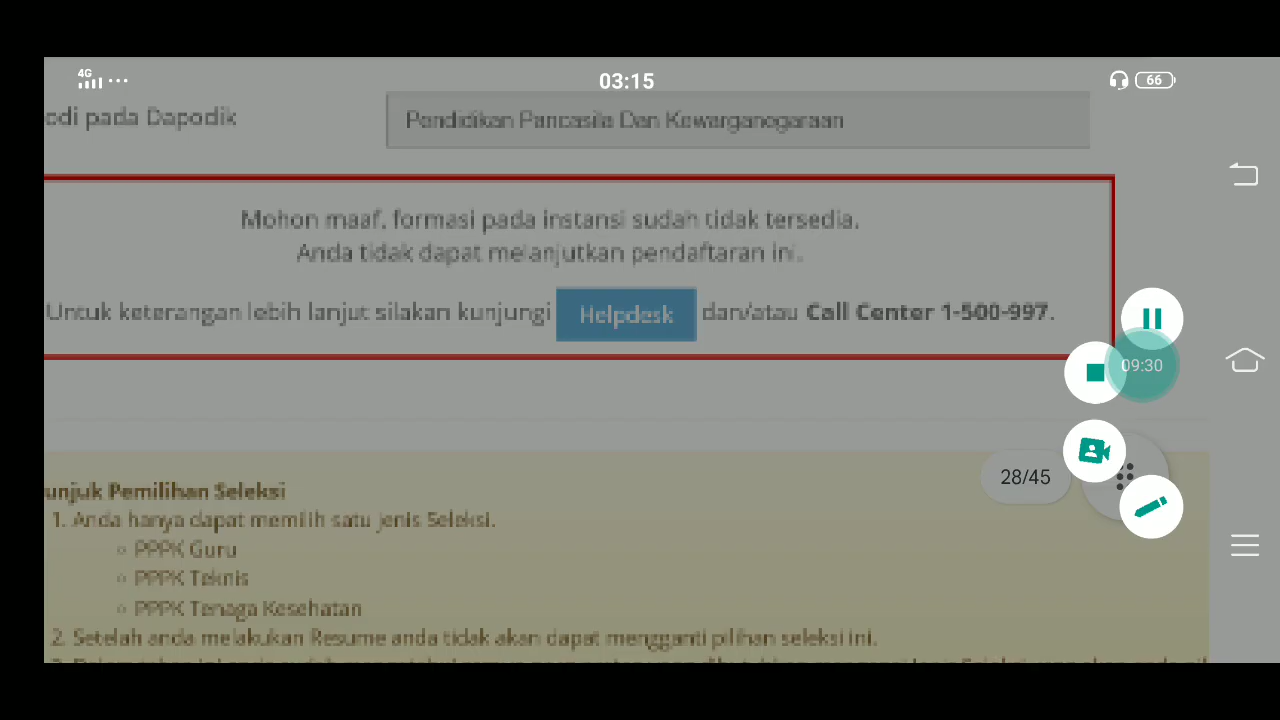 4G 03:15 66
odi pada Dapodik Pendidikan Pancasila Dan Kewarganegaraan
Mohon maaf, formasi pada instansi sudah tidak tersedia.
Anda tidak dapat melanjutkan pendaftaran ini.
Untuk keterangan lebih lanjut silakan kunjungi Helpdesk dan/atau Call Center 1-500-997.
09:30
28/45
unjuk Pemilihan Seleksi
1. Anda hanya dapat memilih satu jenis Seleksi.
○ PPPK Guru
○ PPPK Teknis
○ PPPK Tenaga Kesehatan
2. Setelah anda melakukan Resume anda tidak akan dapat mengganti pilihan seleksi ini.